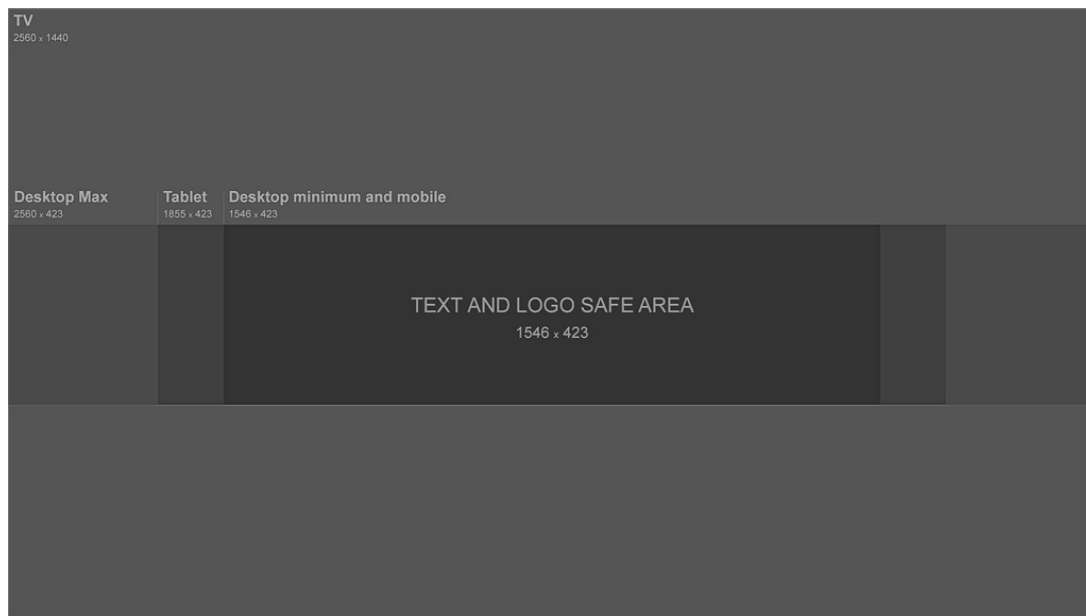 TV
2560 x 1440
Desktop Max
2560 x 423
Tablet
1855 x 423
Desktop minimum and mobile
1546 x 423
TEXT AND LOGO SAFE AREA
1546 x 423